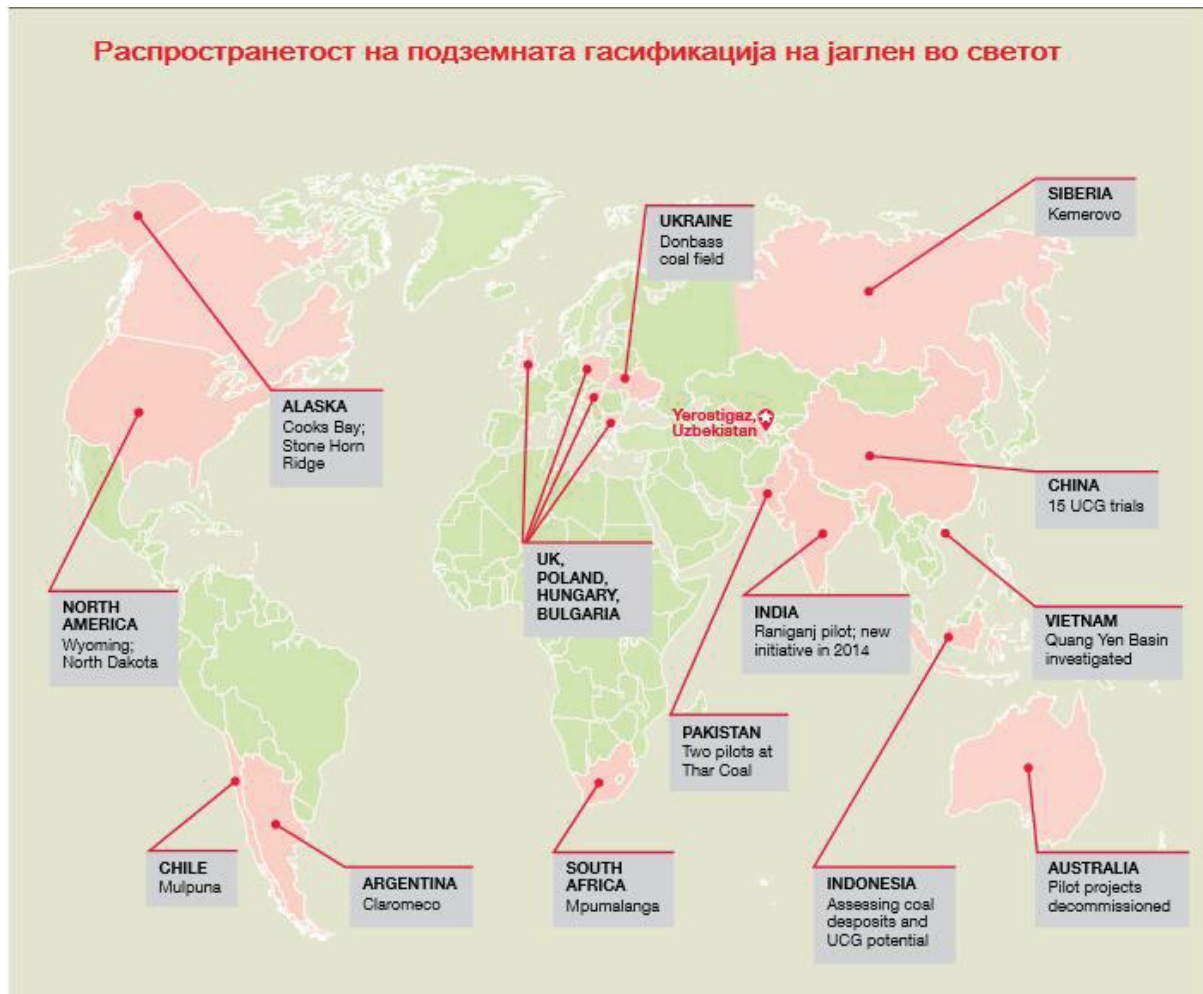 Распространетост на подземната гасификација на јаглен во светот
SIBERIA
Kemerovo
UKRAINE
Donbass
coal field
ALASKA
Cooks Bay;
Stone Horn
Ridge
Yerostigaz,
Uzbekistan
CHINA
15 UCG trials
UK,
POLAND,
HUNGARY,
BULGARIA
NORTH
AMERICA
Wyoming;
North Dakota
INDIA
Raniganj pilot; new
initiative in 2014
VIETNAM
Quang Yen Basin
investigated
PAKISTAN
Two pilots at
Thar Coal
CHILE
Mulpuna
ARGENTINA
Claromeco
SOUTH
AFRICA
Mpumalanga
INDONESIA
Assessing coal
desposits and
UCG potential
AUSTRALIA
Pilot projects
decommissioned